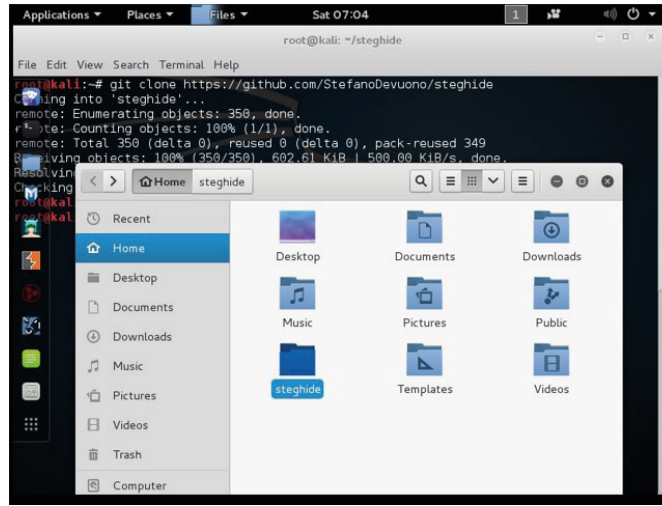 Applications Places Files Sat 07:04 1
root@kali: ~/steghide
File Edit View Search Terminal Help
root@kali:~# git clone https://github.com/StefanoDevuono/steghide
into 'steghide'...
remote: Enumerating objects: 350, done.
Counting objects: 100% (1/1), done.
remote: Total 350 (delta 0), reused 0 (delta 0), pack-reused 349
objects: 100% (350/350), 602.61 KiB | 500.00 KiB/s, done.
Home steghide
Recent
Home
Desktop
Documents
Downloads
Music
Pictures
Videos
Trash
Computer
Desktop Documents Downloads
Music Pictures Public
steghide Templates Videos